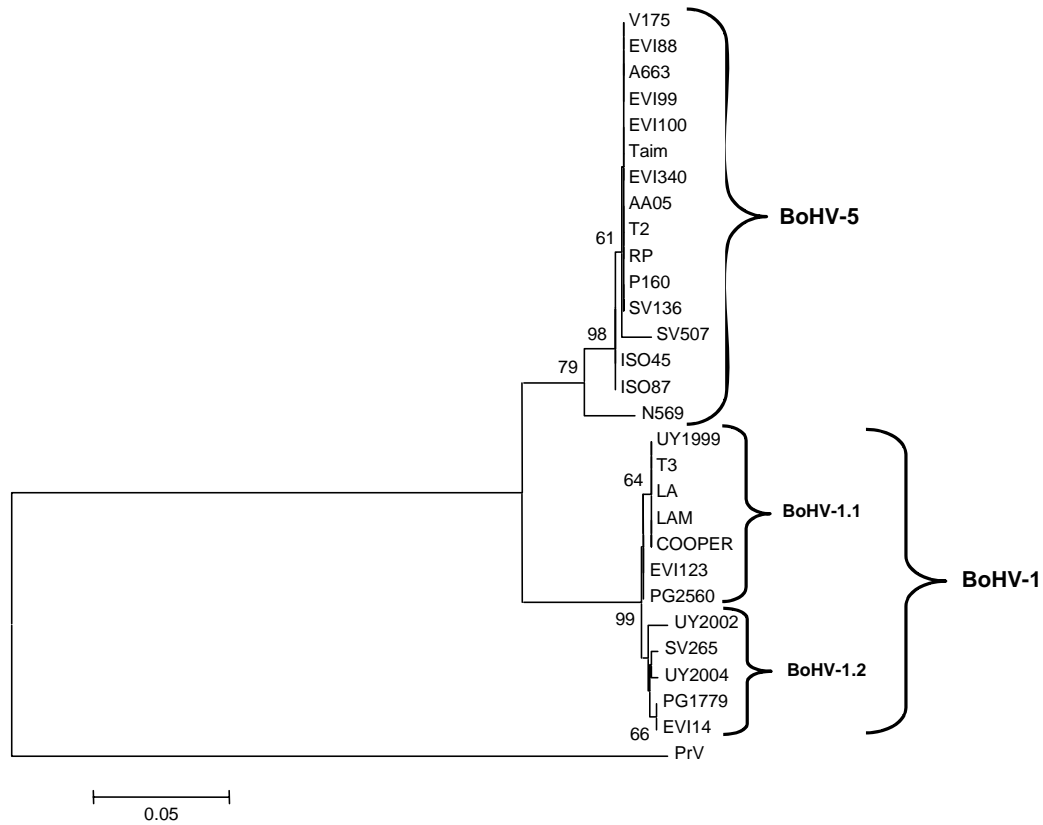 V175
EVI88
A663
EVI99
EVI100
Taim
EVI340
AA05
BoHV-5
T2
61
RP
P160
SV136
98
SV507
ISO45
79
ISO87
N569
UY1999
T3
64
LA
BoHV-1.1
LAM
COOPER
EVI123
BoHV-1
PG2560
99
UY2002
SV265
BoHV-1.2
UY2004
PG1779
EVI14
66
PrV
0.05